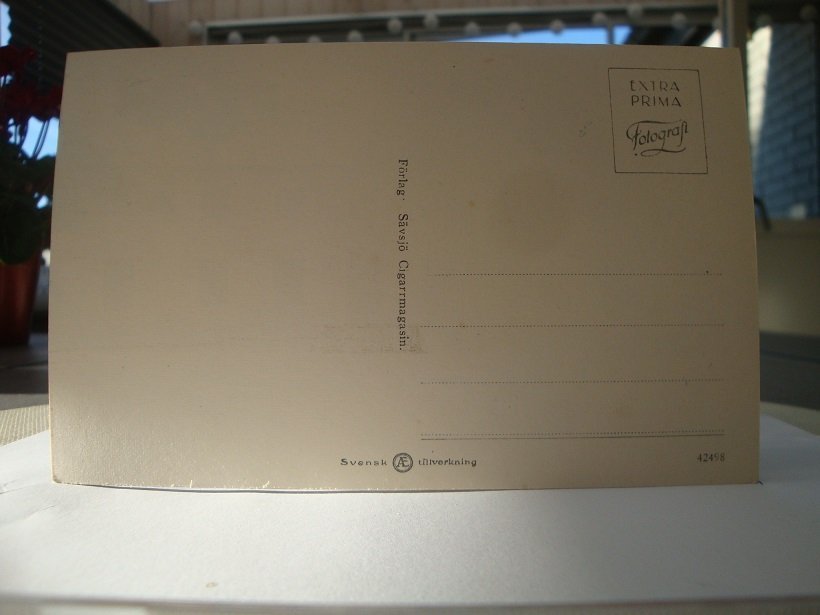 EXTRA
PRIMA
Fotografi
Förlag: Sävsjö Cigarrmagasin.
Svensk Æ tillverkning
42498